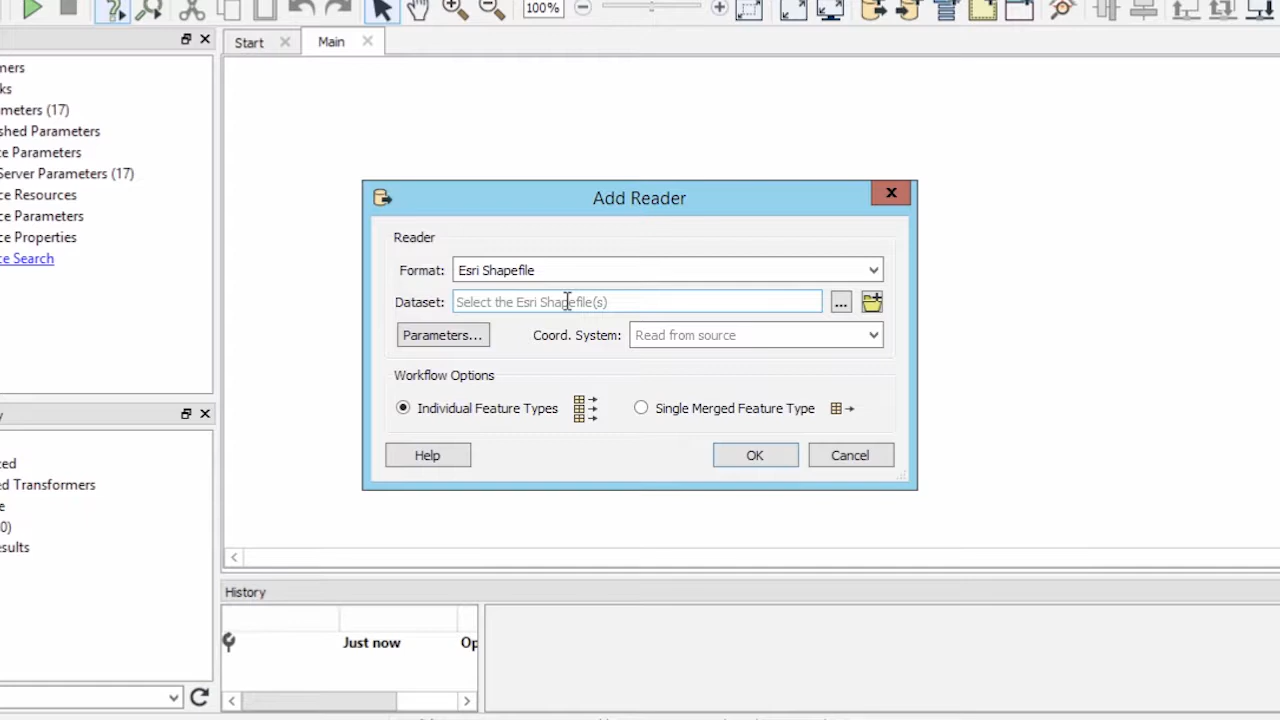 100%
Start
Main
ners
ks
meters (17)
shed Parameters
te Parameters
Server Parameters (17)
ce Resources
ce Parameters
ce Properties
ce Search
Add Reader
Reader
Format: Esri Shapefile
Dataset: Select the Esri Shapefile(s) ...
Parameters... Coord. System: Read from source
Workflow Options
Individual Feature Types Single Merged Feature Type
Help OK Cancel
y
ed
d Transformers
e
0)
esults
History
Just now Op